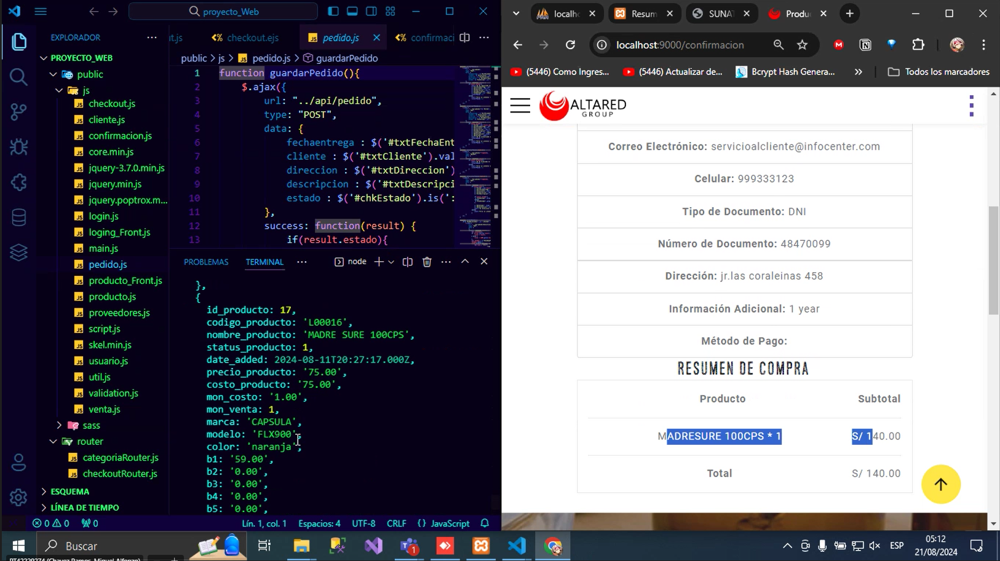 proyecto_Web
EXPLORADOR
PROYECTO_WEB
public
js
checkout.js
cliente.js
confirmacion.js
core.min.js
jquery-3.7.0.min.js
jquery.min.js
jquery.poptrox.m...
login.js
loging_Front.js
main.js
pedido.js
producto_Front.js
producto.js
proveedores.js
script.js
skel.min.js
usuario.js
util.js
validation.js
venta.js
sass
router
categoriaRouter.js
checkoutRouter.js
ESQUEMA
LÍNEA DE TIEMPO
ut.js
checkout.ejs
pedido.js
confirmaci
public > js > pedido.js > guardarPedido
1 function guardarPedido(){
2 $.ajax({
3 url: "../api/pedido",
4 type: "POST",
5 data: {
6 fechaentrega : $('#txtFechaEnt
7 cliente : $('#txtCliente').val
8 direccion : $('#txtDireccion')
9 descripcion : $('#txtDescripci
10 estado : $('#chkEstado').is(':
11 },
12 success: function(result) {
13 if(result.estado){
PROBLEMAS
TERMINAL
node
},
{
id_producto: 17,
codigo_producto: 'L00016',
nombre_producto: 'MADRE SURE 100CPS',
status_producto: 1,
date_added: 2024-08-11T20:27:17.000Z,
precio_producto: '75.00',
costo_producto: '75.00',
mon_costo: '1.00',
mon_venta: 1,
marca: 'CAPSULA',
modelo: 'FLX900',
color: 'naranja',
b1: '59.00',
b2: '0.00',
b3: '0.00',
b4: '0.00',
b5: '0.00',
0 0 0
Lín. 1, col. 1
Espacios: 4
UTF-8
CRLF
{} JavaScript
localh
Resum
SUNAT
Produ
localhost:9000/confirmacion
(5446) Como Ingres...
(5446) Actualizar de...
Bcrypt Hash Genera...
»
Todos los marcadores
ALTARED
GROUP
Correo Electrónico: servicioalcliente@infocenter.com
Celular: 999333123
Tipo de Documento: DNI
Número de Documento: 48470099
Dirección: jr.las coraleinas 458
Información Adicional: 1 year
Método de Pago:
RESUMEN DE COMPRA
Producto Subtotal
MADRESURE 100CPS * 1 S/ 140.00
Total S/ 140.00
Buscar
1
ESP
05:12
21/08/2024
PT42229274 (Chavez Ramos, Miguel Alfonzo)